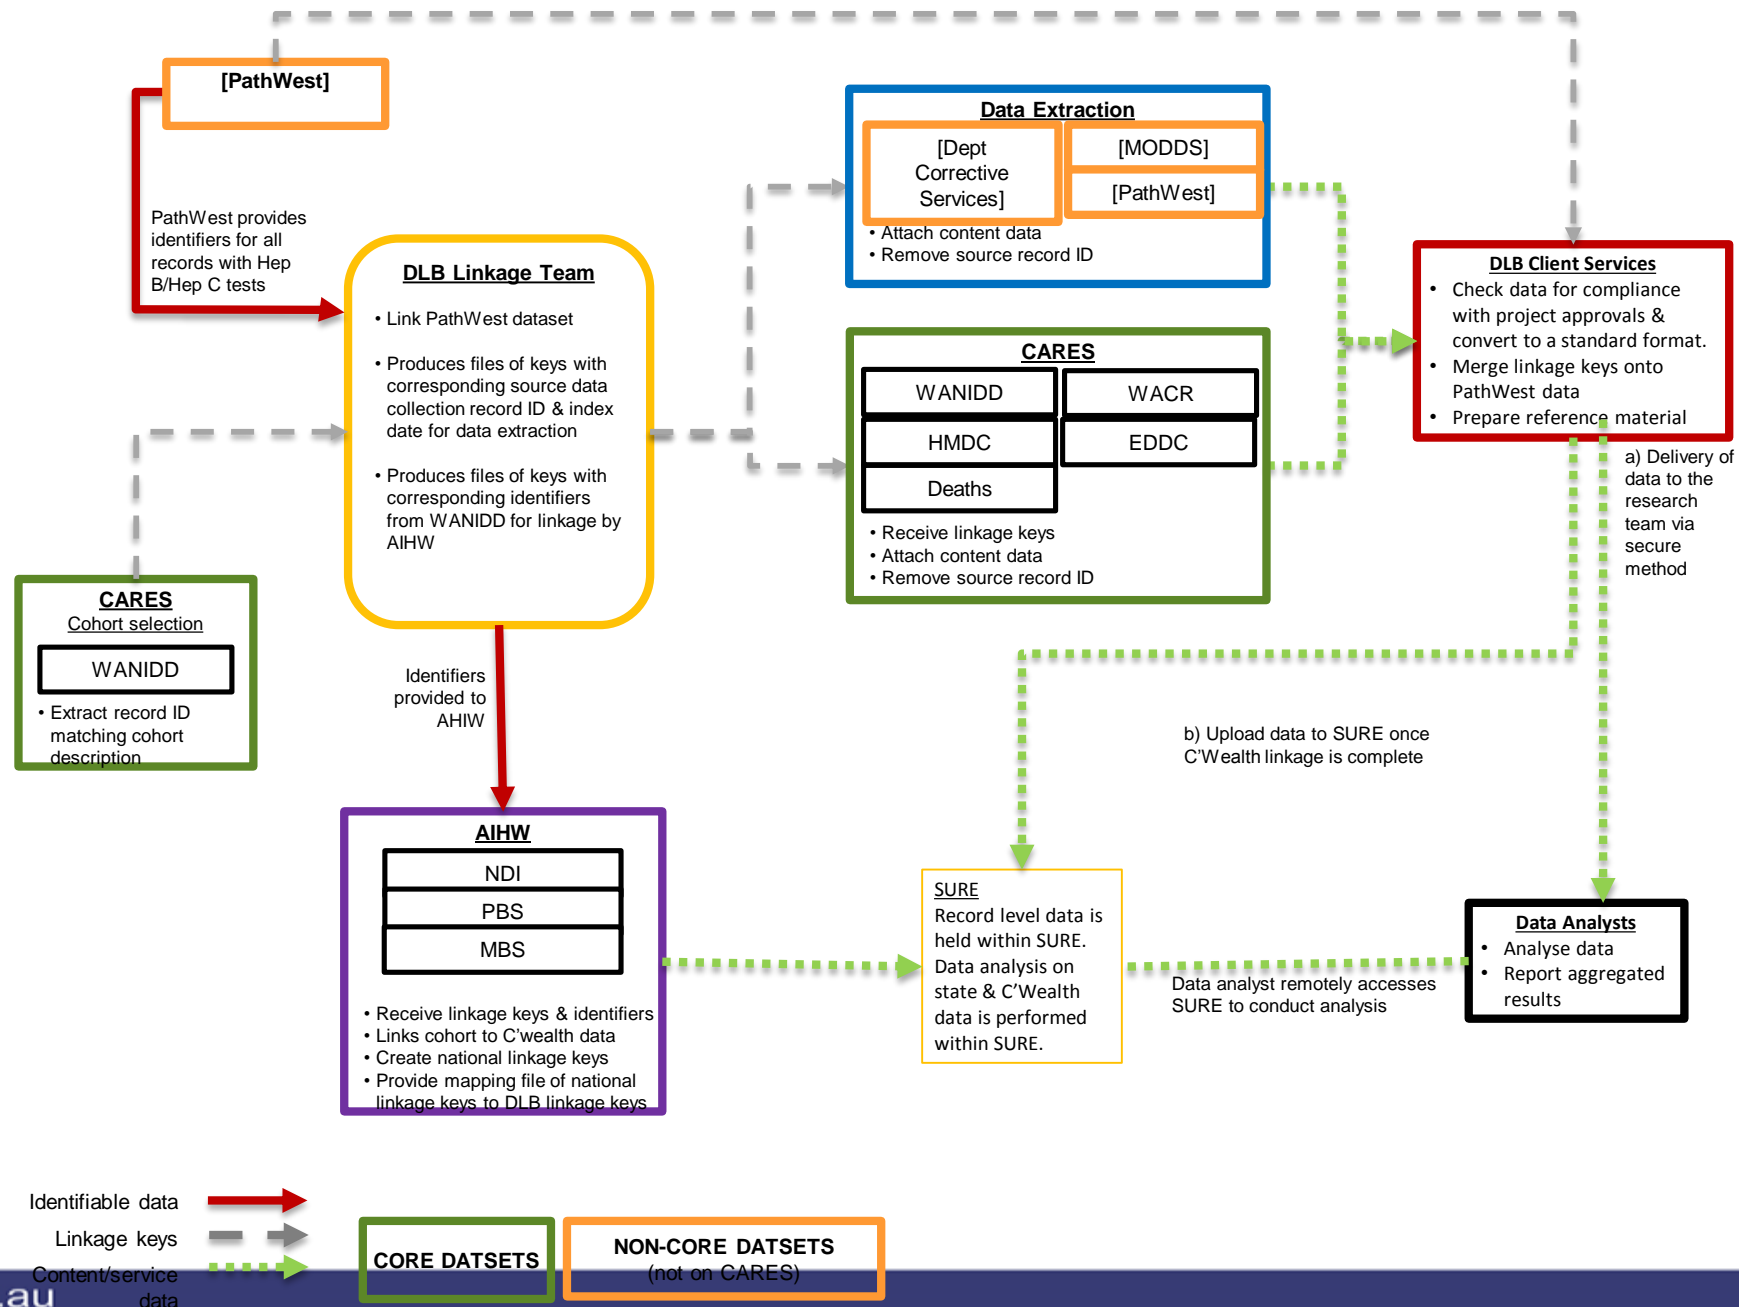 [PathWest]
PathWest provides
identifiers for all
records with Hep
B/Hep C tests
DLB Linkage Team
• Link PathWest dataset
• Produces files of keys with
corresponding source data
collection record ID & index
date for data extraction
• Produces files of keys with
corresponding identifiers
from WANIDD for linkage by
AIHW
CARES
Cohort selection
WANIDD
• Extract record ID
matching cohort
description
Identifiers
provided to
AHIW
Data Extraction
[Dept
Corrective
Services]
[MODDS]
[PathWest]
• Attach content data
• Remove source record ID
CARES
WANIDD
WACR
HMDC
EDDC
Deaths
• Receive linkage keys
• Attach content data
• Remove source record ID
DLB Client Services
• Check data for compliance
with project approvals &
convert to a standard format.
• Merge linkage keys onto
PathWest data
• Prepare reference material
a) Delivery of
data to the
research
team via
secure
method
b) Upload data to SURE once
C'Wealth linkage is complete
AIHW
NDI
PBS
MBS
• Receive linkage keys & identifiers
• Links cohort to C'wealth data
• Create national linkage keys
• Provide mapping file of national
linkage keys to DLB linkage keys
SURE
Record level data is
held within SURE.
Data analysis on
state & C'Wealth
data is performed
within SURE.
Data analyst remotely accesses
SURE to conduct analysis
Data Analysts
• Analyse data
• Report aggregated
results
Identifiable data
Linkage keys
Content/service
data
CORE DATSETS
NON-CORE DATSETS
(not on CARES)
.au